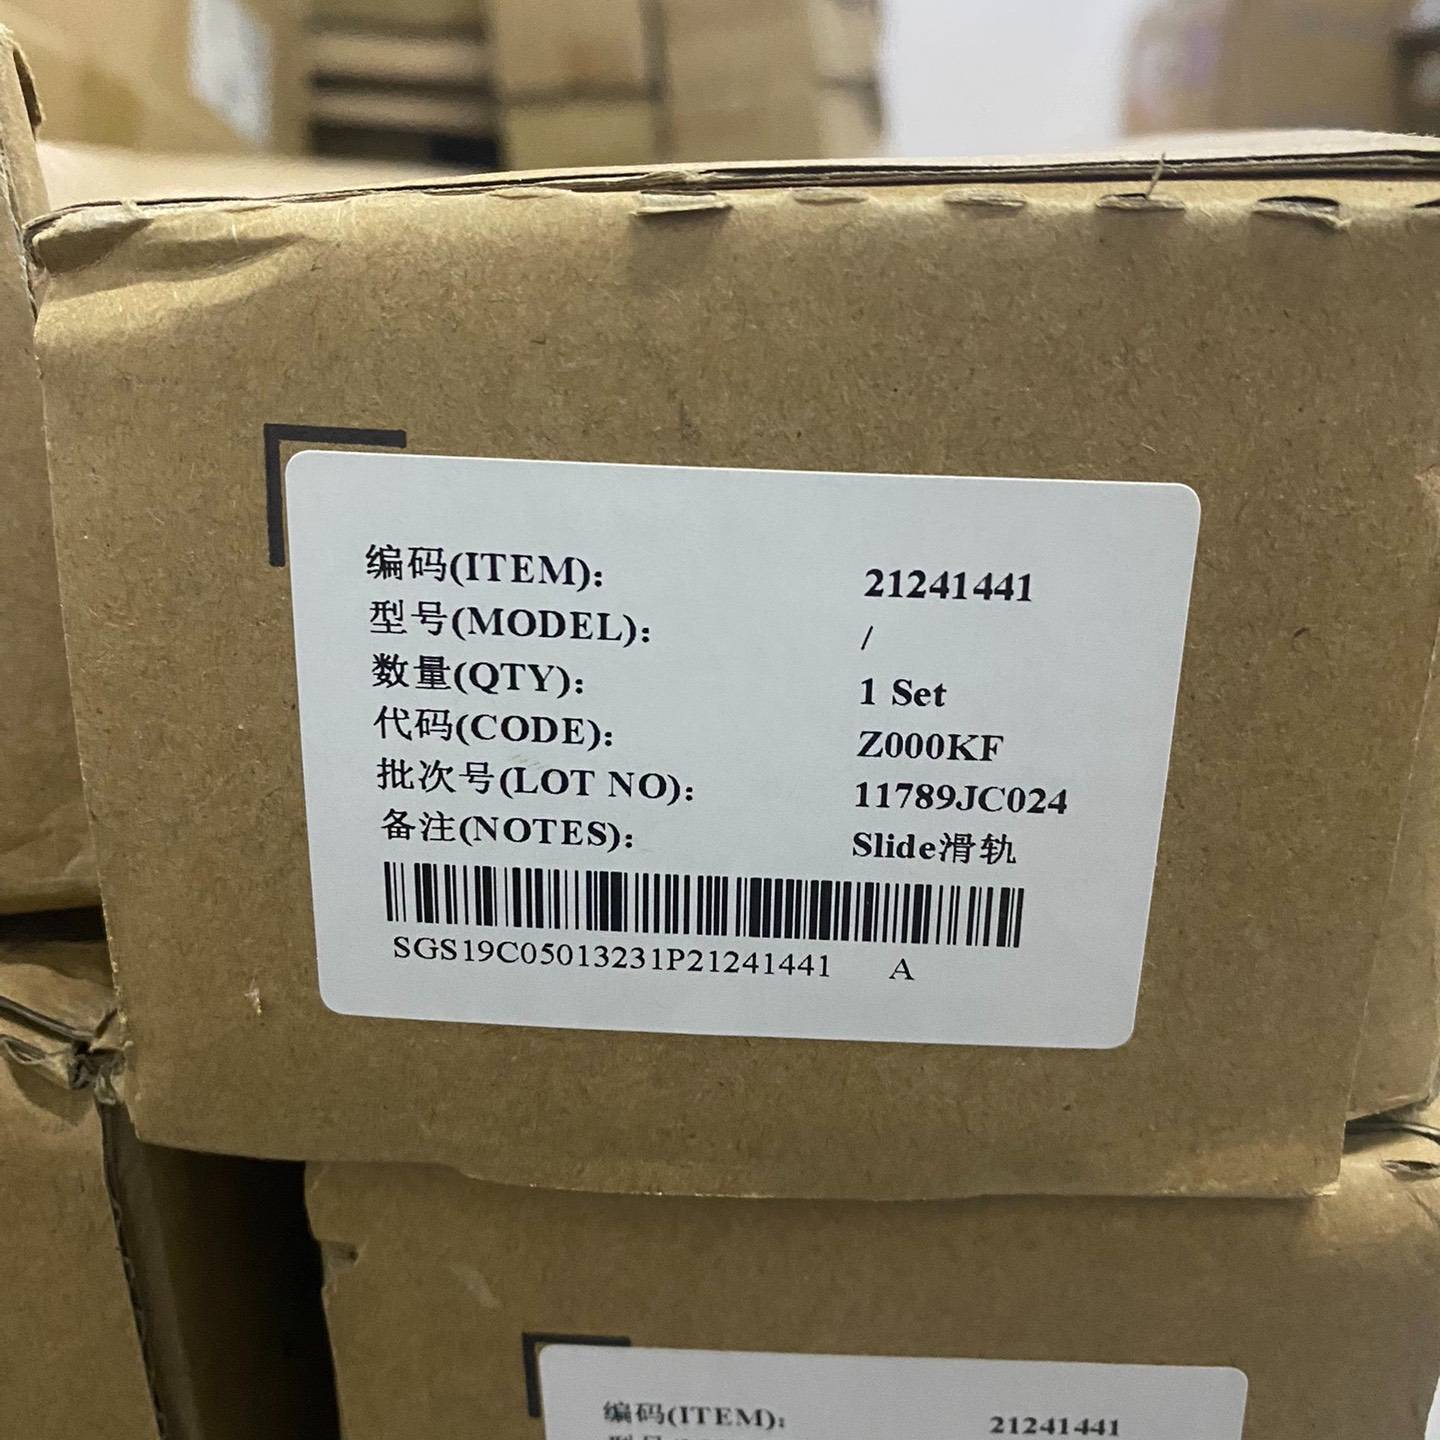 编码(ITEM): 21241441
型号(MODEL): /
数量(QTY): 1 Set
代码(CODE): Z000KF
批次号(LOT NO): 11789JC024
备注(NOTES): Slide滑轨
SGS19C05013231P21241441 A
编码(ITEM): 21241441